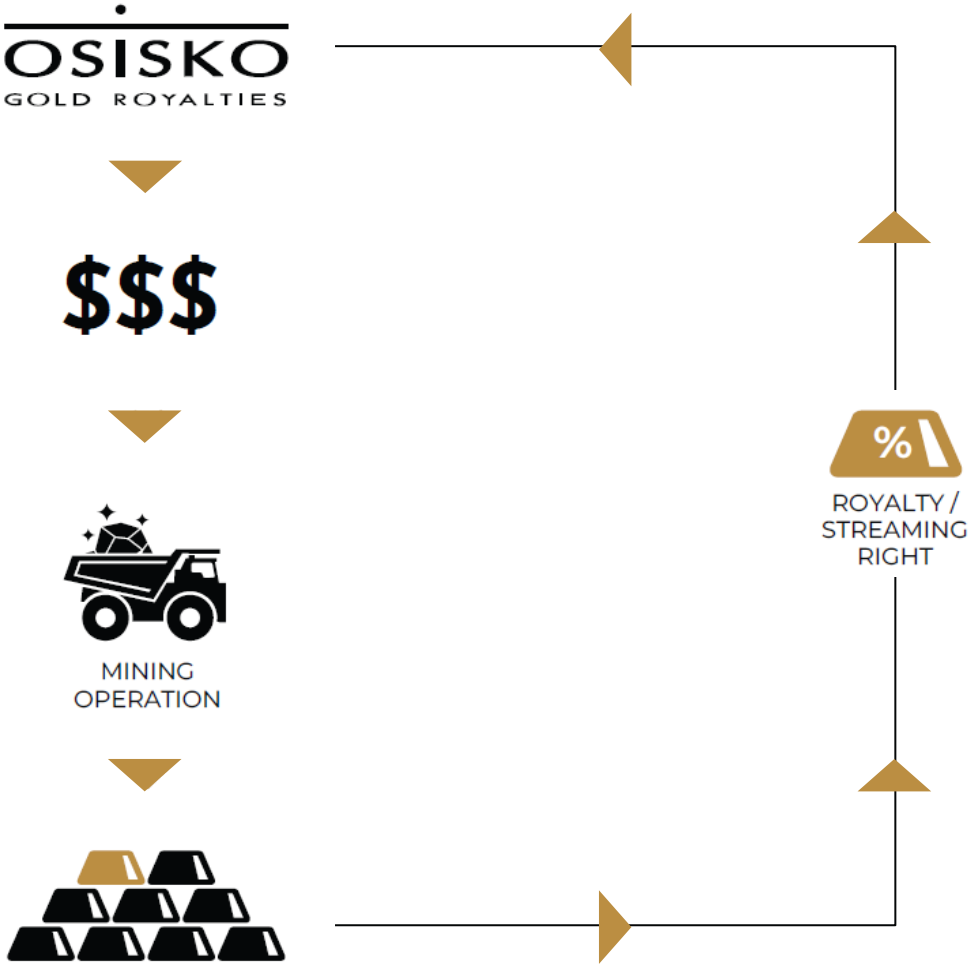 OSISKO
GOLD ROYALTIES
$$$
MINING
OPERATION
%
ROYALTY /
STREAMING
RIGHT